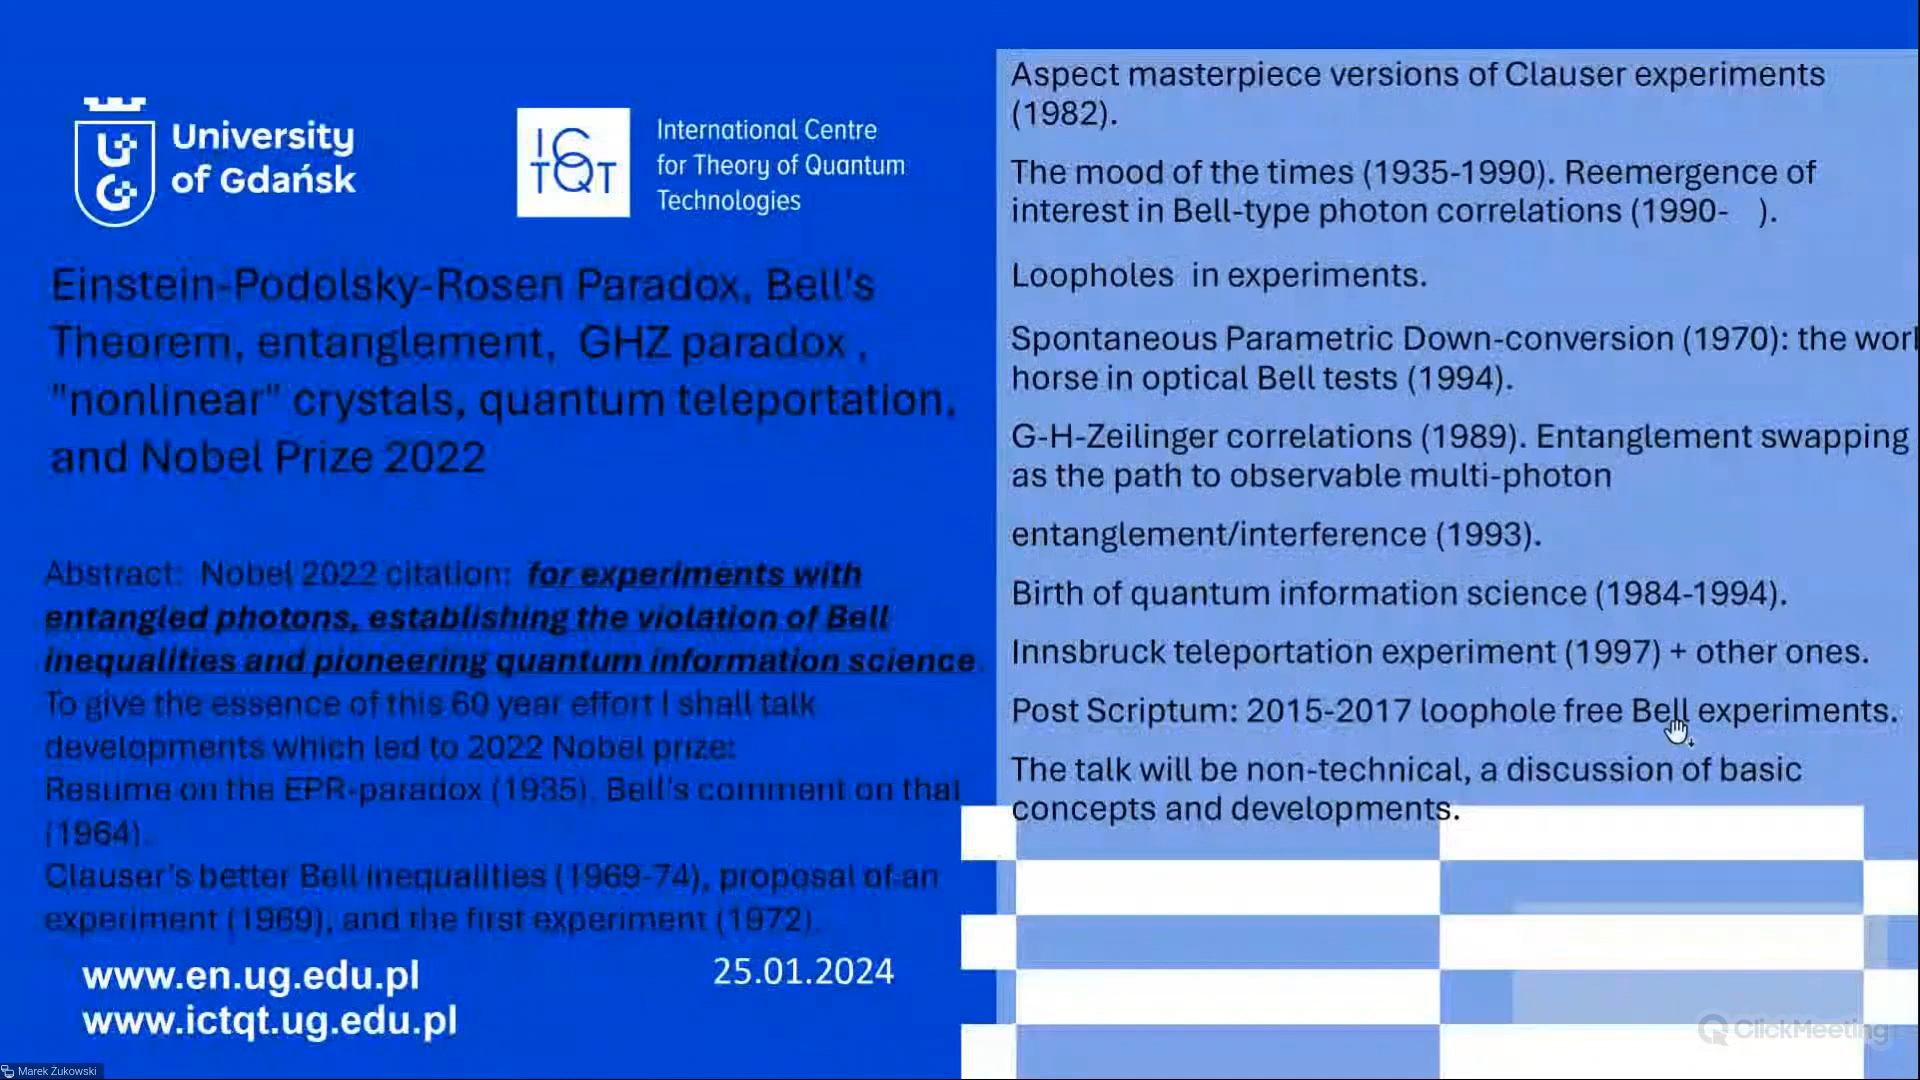 University
of Gdańsk
IC
TQT
International Centre
for Theory of Quantum
Technologies
Einstein-Podolsky-Rosen Paradox, Bell's
Theorem, entanglement, GHZ paradox ,
"nonlinear" crystals, quantum teleportation,
and Nobel Prize 2022
Abstract: Nobel 2022 citation: for experiments with
entangled photons, establishing the violation of Bell
inequalities and pioneering quantum information science.
To give the essence of this 60 year effort I shall talk
developments which led to 2022 Nobel prize:
Resume on the EPR-paradox (1935). Bell's comment on that
(1964).
Clauser's better Bell inequalities (1969-74), proposal of an
experiment (1969), and the first experiment (1972).
www.en.ug.edu.pl
www.ictqt.ug.edu.pl
25.01.2024
Aspect masterpiece versions of Clauser experiments
(1982).
The mood of the times (1935-1990). Reemergence of
interest in Bell-type photon correlations (1990- ).
Loopholes in experiments.
Spontaneous Parametric Down-conversion (1970): the worl
horse in optical Bell tests (1994).
G-H-Zeilinger correlations (1989). Entanglement swapping
as the path to observable multi-photon
entanglement/interference (1993).
Birth of quantum information science (1984-1994).
Innsbruck teleportation experiment (1997) + other ones.
Post Scriptum: 2015-2017 loophole free Bell experiments.
The talk will be non-technical, a discussion of basic
concepts and developments.
ClickMeeting
Marek Żukowski